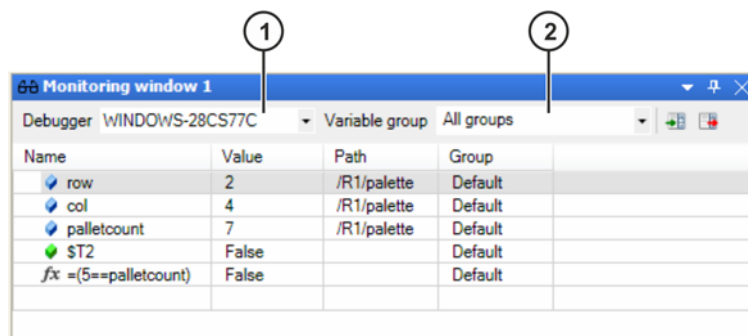 1 2
Monitoring window 1
Debugger WINDOWS-28CS77C Variable group All groups
Name Value Path Group
row 2 /R1/palette Default
col 4 /R1/palette Default
palletcount 7 /R1/palette Default
$T2 False Default
fx =(5==palletcount) False Default